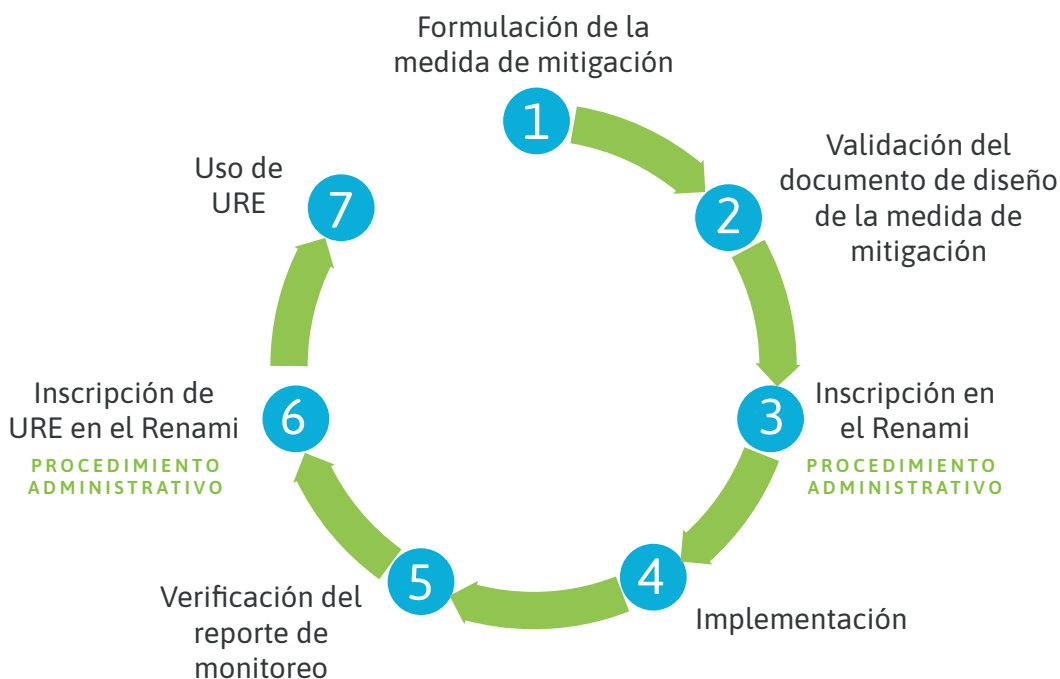 Formulación de la
medida de mitigación
1
Validación del
documento de diseño
de la medida de
mitigación
2
Inscripción en
el Renami
PROCEDIMIENTO
ADMINISTRATIVO
3
Implementación
4
Verificación del
reporte de
monitoreo
5
Inscripción de
URE en el Renami
PROCEDIMIENTO
ADMINISTRATIVO
6
Uso de
URE
7